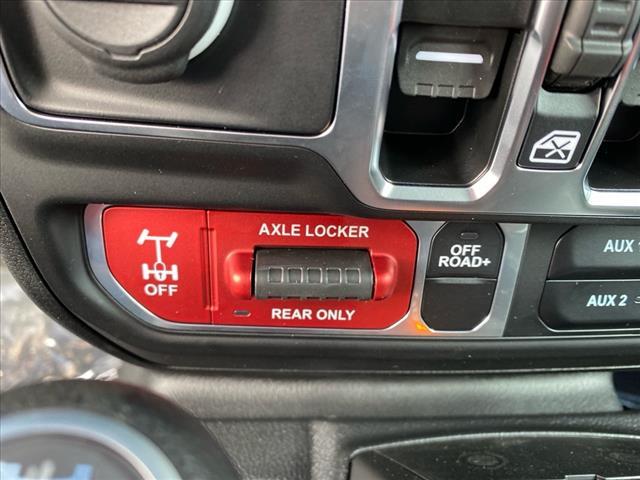 AXLE LOCKER
OFF
REAR ONLY
OFF
ROAD+
AUX 1
AUX 2